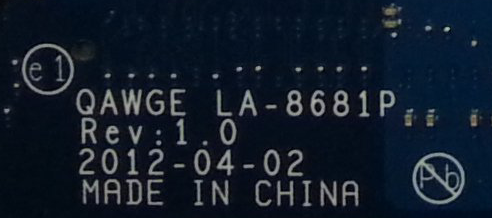 e1
QAWGE LA-8681P
Rev:1.0
2012-04-02
MADE IN CHINA
Pb